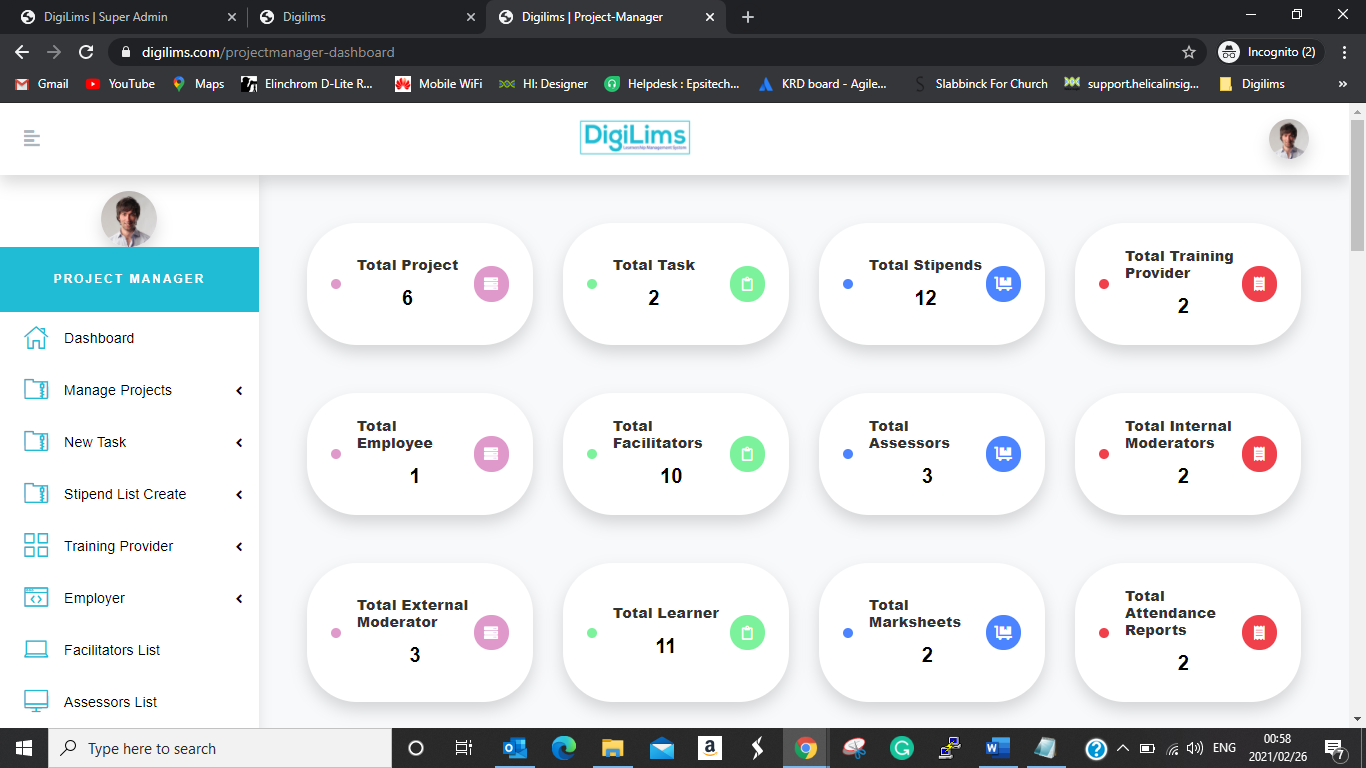 DigiLims | Super Admin
Digilims
Digilims | Project-Manager
digilims.com/projectmanager-dashboard
Incognito (2)
Gmail
YouTube
Maps
Elinchrom D-Lite R...
Mobile WiFi
HI: Designer
Helpdesk : Epsitech...
KRD board - Agile...
Slabbinck For Church
support.helicalinsig...
Digilims
»
DigiLims
Learnership Management System
PROJECT MANAGER
Dashboard
Manage Projects
New Task
Stipend List Create
Training Provider
Employer
Facilitators List
Assessors List
Total Project
6
Total Task
2
Total Stipends
12
Total Training
Provider
2
Total
Employee
1
Total
Facilitators
10
Total
Assessors
3
Total Internal
Moderators
2
Total External
Moderator
3
Total Learner
11
Total
Marksheets
2
Total
Attendance
Reports
2
Type here to search
ENG
00:58
2021/02/26
7